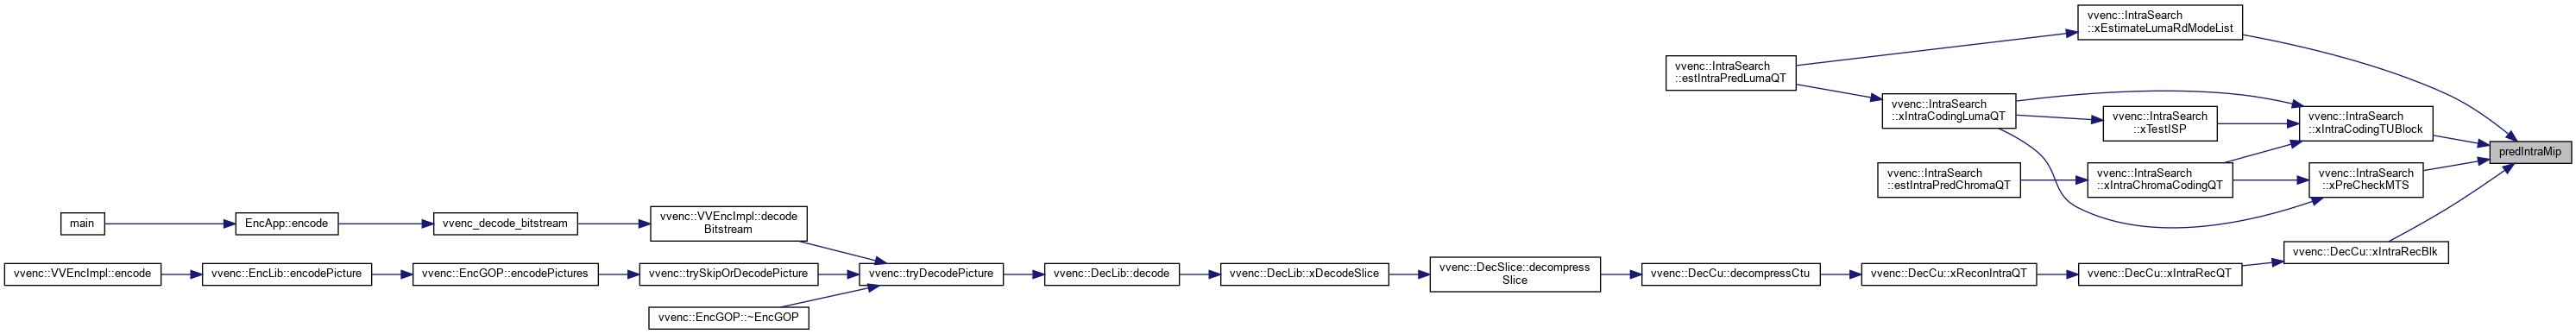 vvenc::IntraSearch
::xEstimateLumaRdModeList
vvenc::IntraSearch
::estIntraPredLumaQT
vvenc::IntraSearch
::xIntraCodingLumaQT
vvenc::IntraSearch
::xTestISP
vvenc::IntraSearch
::xIntraCodingTUBlock
predIntraMip
vvenc::IntraSearch
::estIntraPredChromaQT
vvenc::IntraSearch
::xIntraChromaCodingQT
vvenc::IntraSearch
::xPreCheckMTS
main
EncApp::encode
vvenc_decode_bitstream
vvenc::VVEncImpl::decode
Bitstream
vvenc::DecCu::xIntraRecBlk
vvenc::VVEncImpl::encode
vvenc::EncLib::encodePicture
vvenc::EncGOP::encodePictures
vvenc::trySkipOrDecodePicture
vvenc::tryDecodePicture
vvenc::DecLib::decode
vvenc::DecLib::xDecodeSlice
vvenc::DecSlice::decompress
Slice
vvenc::DecCu::decompressCtu
vvenc::DecCu::xReconIntraQT
vvenc::DecCu::xIntraRecQT
vvenc::EncGOP::~EncGOP